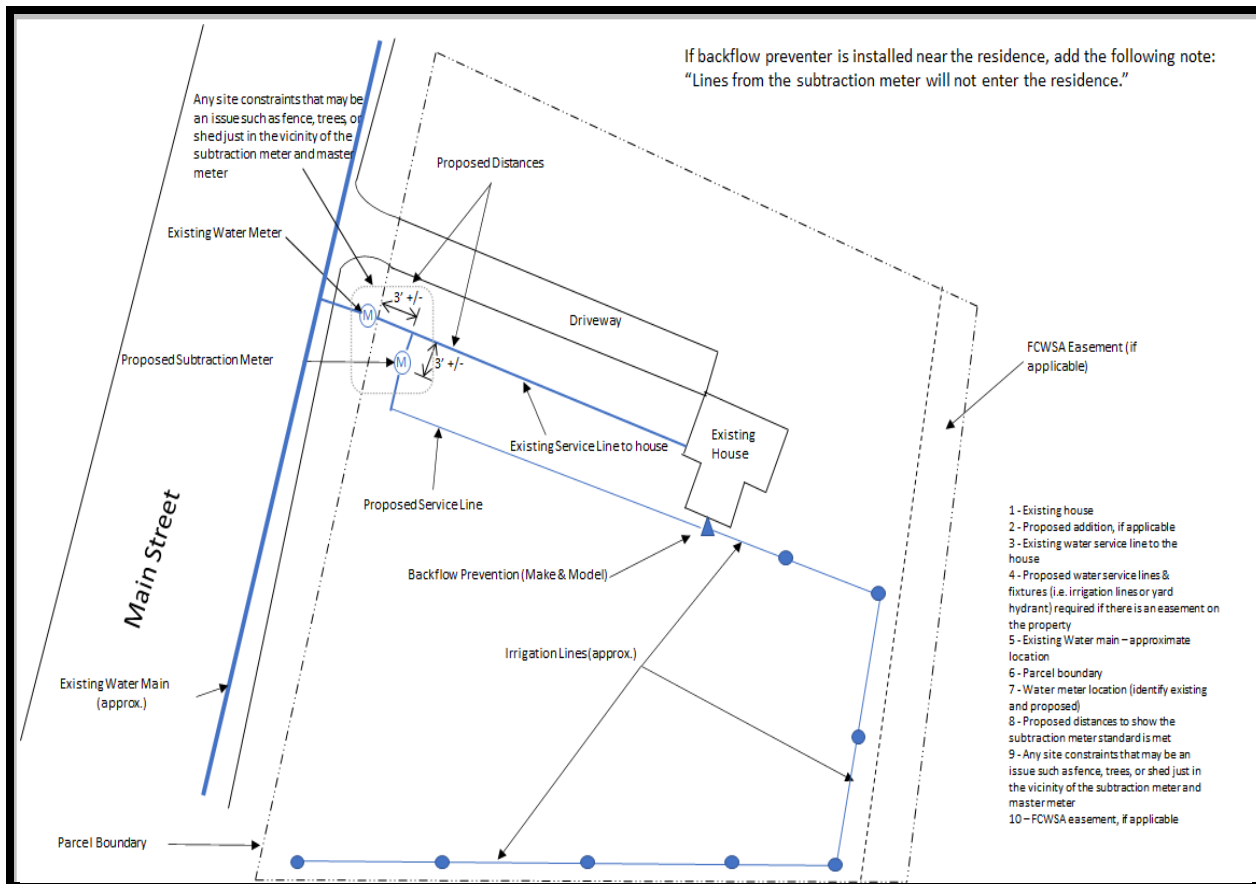 If backflow preventer is installed near the residence, add the following note:
“Lines from the subtraction meter will not enter the residence.”
Any site constraints that may be
an issue such as fence, trees, or
shed just in the vicinity of the
subtraction meter and master
meter
Proposed Distances
Existing Water Meter
3’ +/-
M
Driveway
Proposed Subtraction Meter
M
3’ +/-
FCWSA Easement (if
applicable)
Existing
House
Existing Service Line to house
Proposed Service Line
Main Street
Backflow Prevention (Make & Model)
Irrigation Lines (approx.)
Existing Water Main
(approx.)
Parcel Boundary
1 - Existing house
2 - Proposed addition, if applicable
3 - Existing water service line to the
house
4 - Proposed water service lines &
fixtures (i.e. irrigation lines or yard
hydrant) required if there is an easement on
the property
5 - Existing Water main – approximate
location
6 - Parcel boundary
7 - Water meter location (identify existing
and proposed)
8 - Proposed distances to show the
subtraction meter standard is met
9 - Any site constraints that may be an
issue such as fence, trees, or shed just in
the vicinity of the subtraction meter and
master meter
10 – FCWSA easement, if applicable